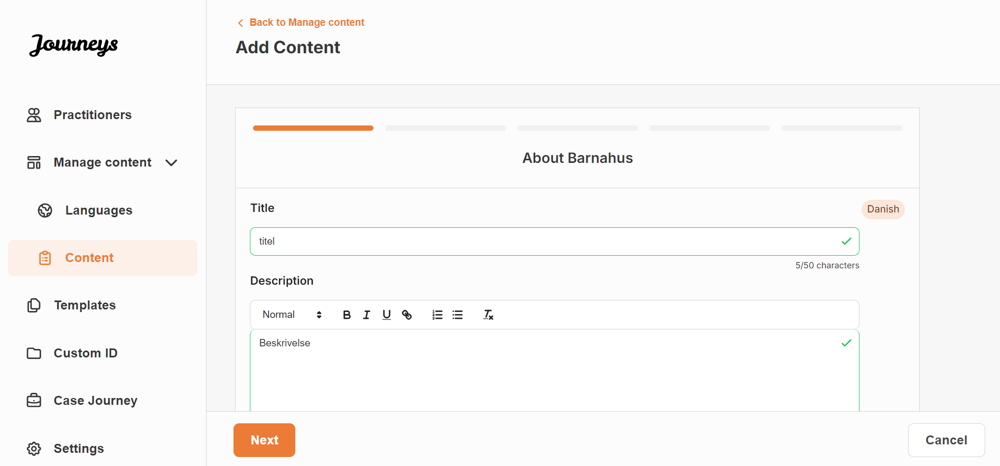 Journeys
Practitioners
Manage content
Languages
Content
Templates
Custom ID
Case Journey
Settings
Back to Manage content
Add Content
About Barnahus
Title
Danish
titel
5/50 characters
Description
Normal
Beskrivelse
Next
Cancel